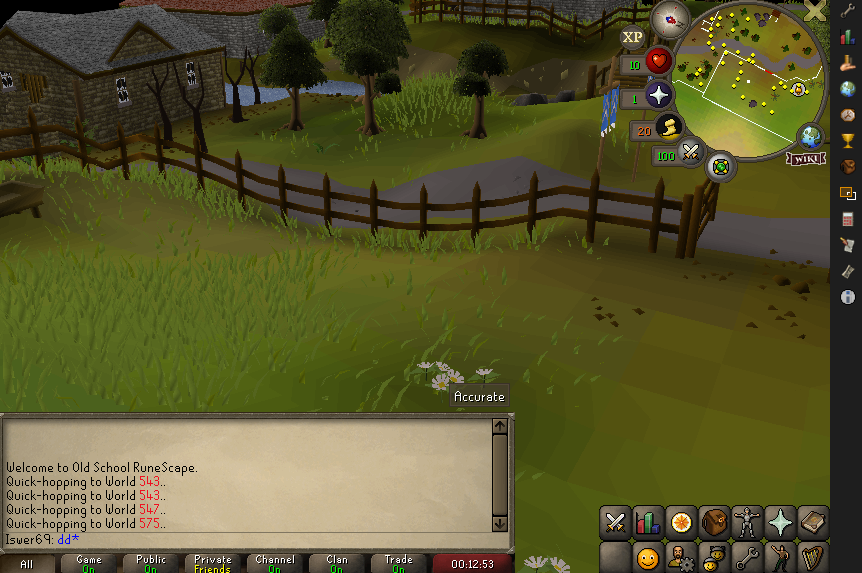 XP
10
1
20
100
WIKI
Accurate
Welcome to Old School RuneScape.
Quick-hopping to World 543..
Quick-hopping to World 543..
Quick-hopping to World 547..
Quick-hopping to World 575..
Iswer69: dd*
All
Game
On
Public
On
Private
Friends
Channel
On
Clan
On
Trade
On
00:12:53